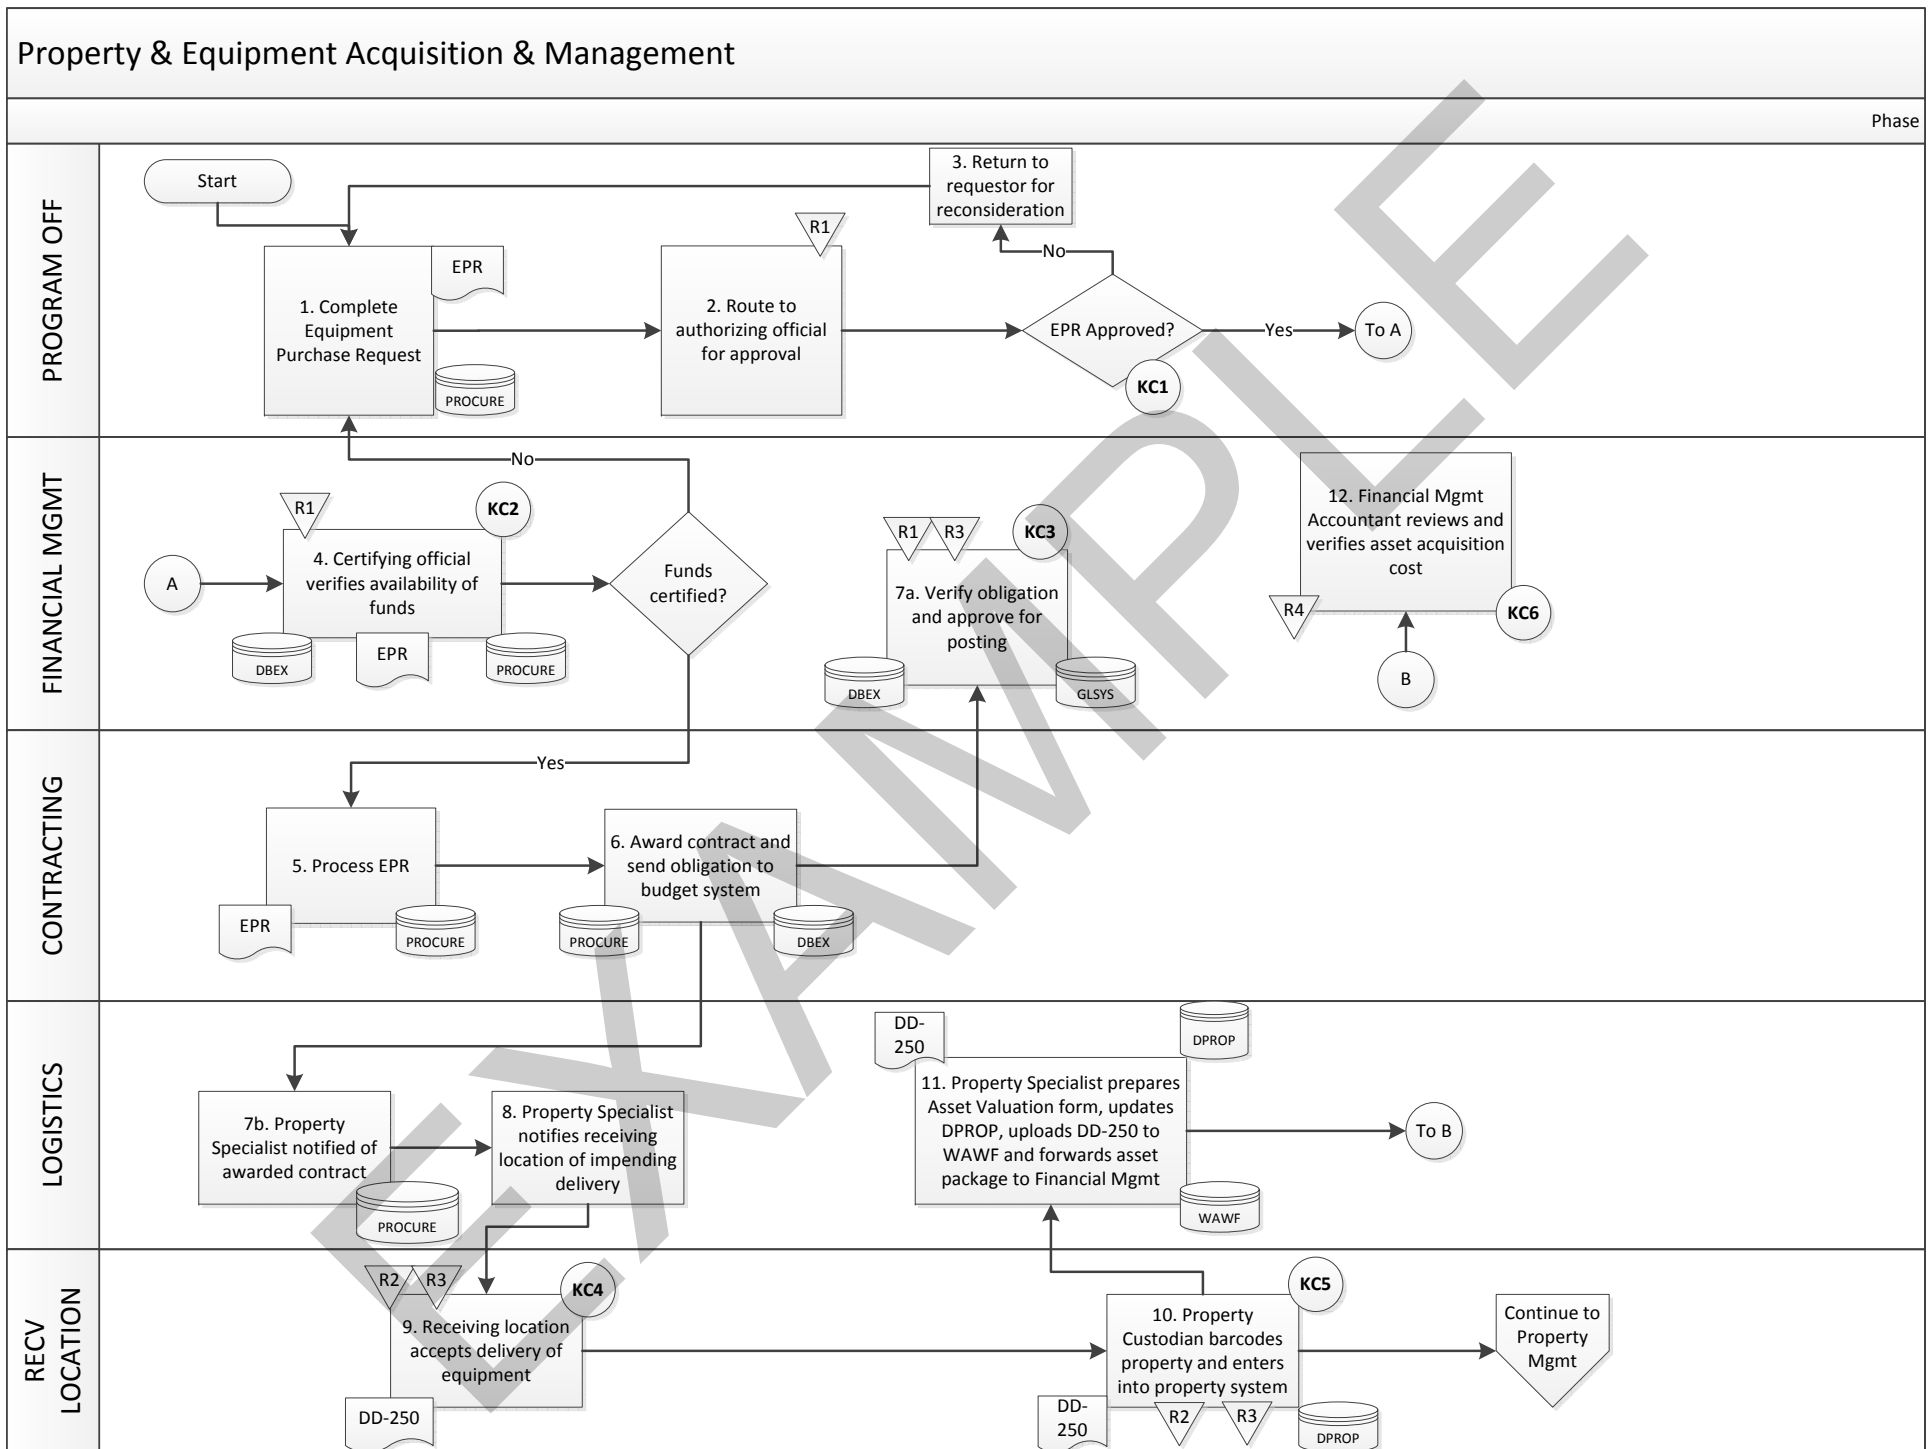 Property & Equipment Acquisition & Management
Phase
PROGRAM OFF
Start
3. Return to
requestor for
reconsideration
R1
EPR
1. Complete
Equipment
Purchase Request
PROCURE
2. Route to
authorizing official
for approval
No
EPR Approved?
Yes
To A
KC1
FINANCIAL MGMT
No
R1
KC2
A
4. Certifying official
verifies availability of
funds
DBEX
EPR
PROCURE
Funds
certified?
R1
R3
KC3
7a. Verify obligation
and approve for
posting
DBEX
GLSYS
12. Financial Mgmt
Accountant reviews and
verifies asset acquisition
cost
R4
KC6
B
CONTRACTING
Yes
5. Process EPR
EPR
PROCURE
6. Award contract and
send obligation to
budget system
PROCURE
DBEX
LOGISTICS
7b. Property
Specialist notified of
awarded contract
PROCURE
8. Property Specialist
notifies receiving
location of impending
delivery
DD-
250
DPROP
11. Property Specialist prepares
Asset Valuation form, updates
DPROP, uploads DD-250 to
WAWF and forwards asset
package to Financial Mgmt
WAWF
To B
RECV
LOCATION
R2
R3
KC4
9. Receiving location
accepts delivery of
equipment
DD-250
KC5
10. Property
Custodian barcodes
property and enters
into property system
DD-
250
R2
R3
DPROP
Continue to
Property
Mgmt
EXAMPLE